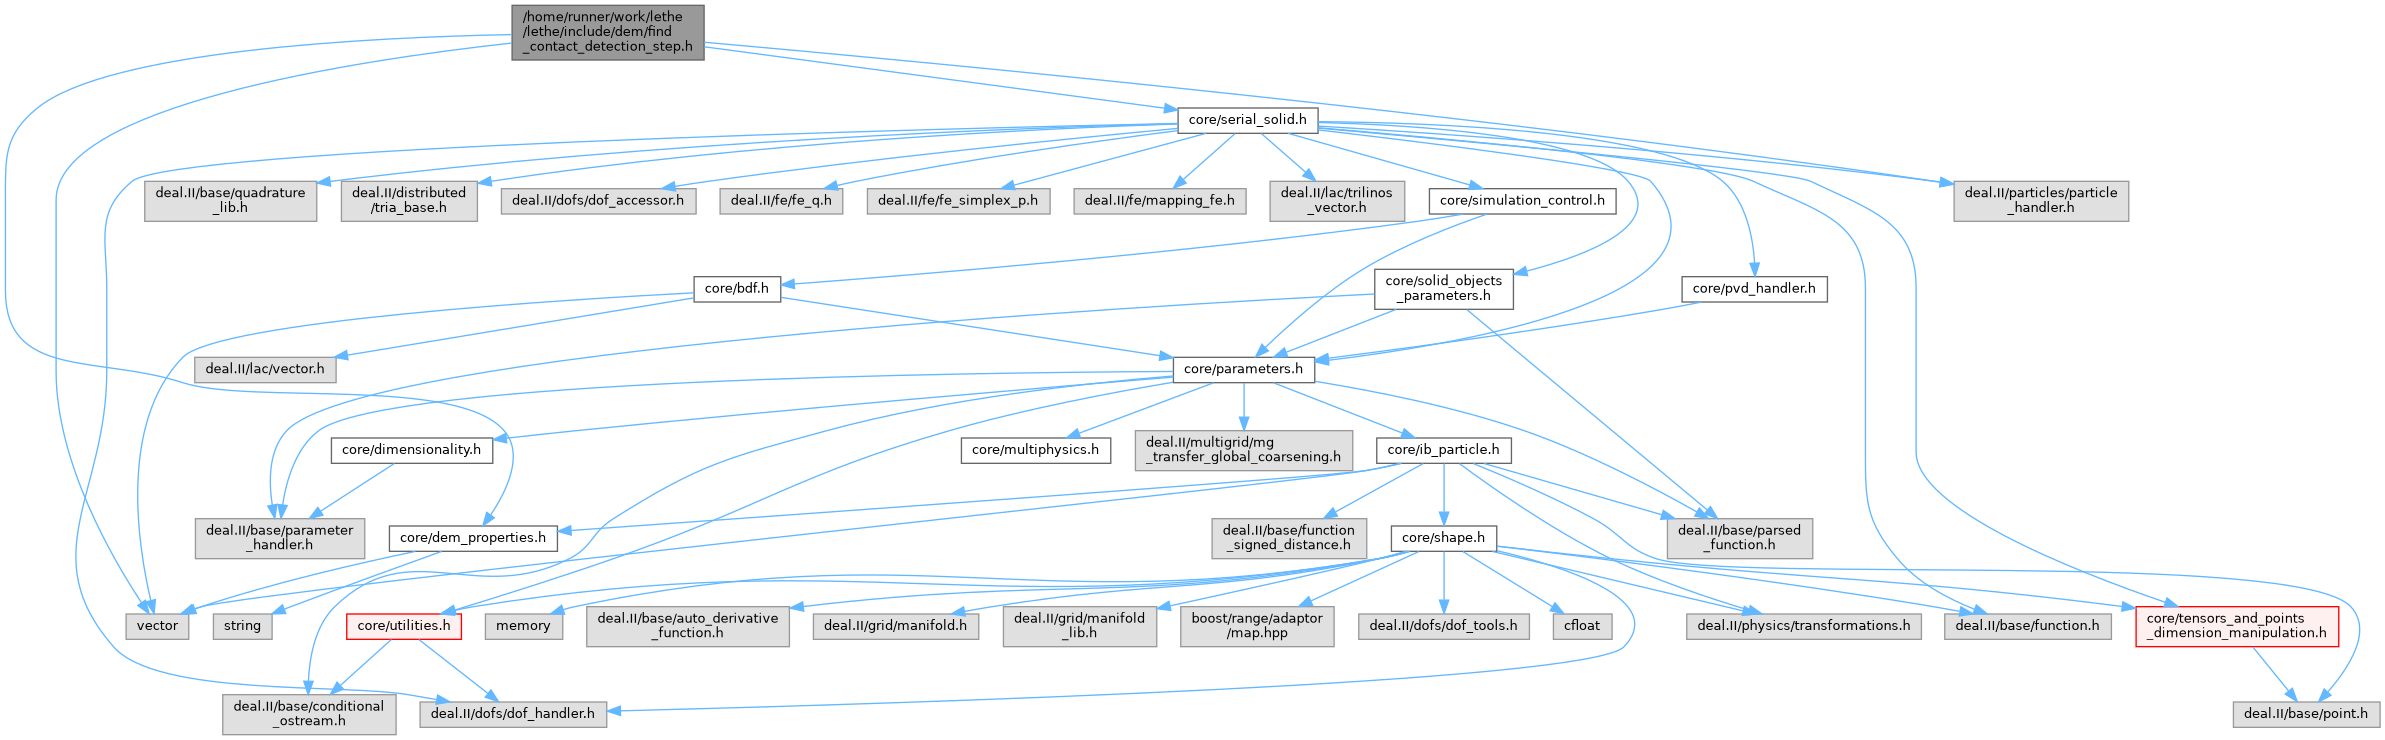 /home/runner/work/lethe
/lethe/include/dem/find
_contact_detection_step.h
core/serial_solid.h
deal.II/base/quadrature
_lib.h
deal.II/distributed
/tria_base.h
deal.II/dofs/dof_accessor.h
deal.II/fe/fe_q.h
deal.II/fe/fe_simplex_p.h
deal.II/fe/mapping_fe.h
deal.II/lac/trilinos
_vector.h
core/simulation_control.h
deal.II/particles/particle
_handler.h
core/bdf.h
core/solid_objects
_parameters.h
core/pvd_handler.h
deal.II/lac/vector.h
core/parameters.h
core/dimensionality.h
core/multiphysics.h
deal.II/multigrid/mg
_transfer_global_coarsening.h
core/ib_particle.h
deal.II/base/parameter
_handler.h
core/dem_properties.h
deal.II/base/function
_signed_distance.h
core/shape.h
deal.II/base/parsed
_function.h
vector
string
core/utilities.h
memory
deal.II/base/auto_derivative
_function.h
deal.II/grid/manifold.h
deal.II/grid/manifold
_lib.h
boost/range/adaptor
/map.hpp
deal.II/dofs/dof_tools.h
cfloat
deal.II/physics/transformations.h
deal.II/base/function.h
core/tensors_and_points
_dimension_manipulation.h
deal.II/base/conditional
_ostream.h
deal.II/dofs/dof_handler.h
deal.II/base/point.h